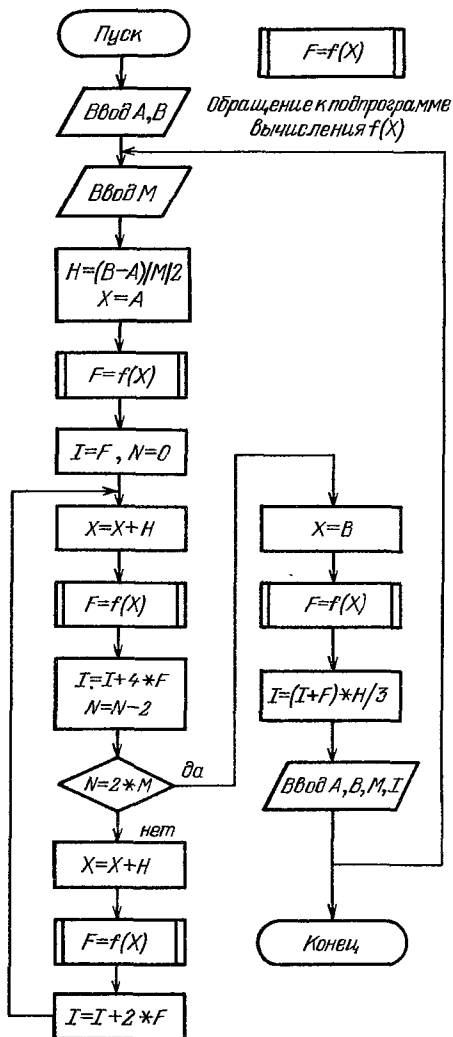 Пуск
F=f(X)
Ввод A,B
Обращение к подпрограмме
вычисления f(X)
Ввод M
H=(B-A)/M/2
X=A
F=f(X)
I=F, N=0
X=X+H
F=f(X)
I=I+4*F
N=N-2
N=2*M
да
нет
X=X+H
F=f(X)
I=I+2*F
X=B
F=f(X)
I=(I+F)*H/3
Ввод A,B,M,I
Конец